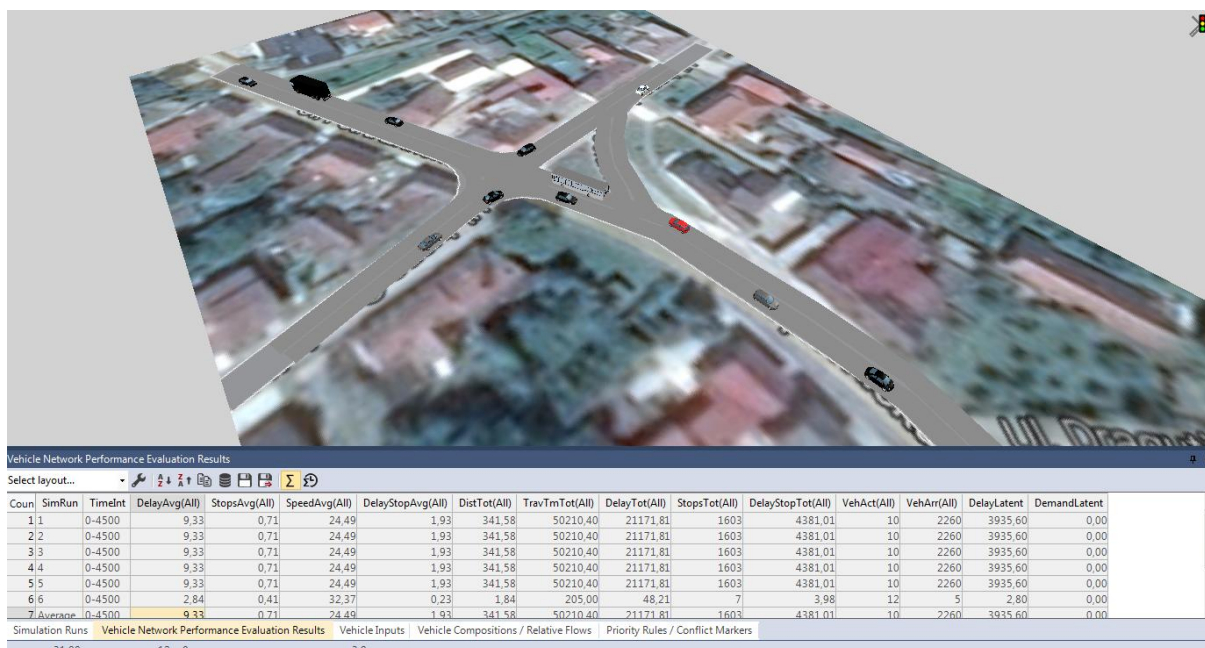 Ul. Dragut
Vehicle Network Performance Evaluation Results
Select layout...
Coun SimRun TimeInt DelayAvg(All) StopsAvg(All) SpeedAvg(All) DelayStopAvg(All) DistTot(All) TravTmTot(All) DelayTot(All) StopsTot(All) DelayStopTot(All) VehAct(All) VehArr(All) DelayLatent DemandLatent
1 1 0-4500 9,33 0,71 24,49 1,93 341,58 50210,40 21171,81 1603 4381,01 10 2260 3935,60 0,00
2 2 0-4500 9,33 0,71 24,49 1,93 341,58 50210,40 21171,81 1603 4381,01 10 2260 3935,60 0,00
3 3 0-4500 9,33 0,71 24,49 1,93 341,58 50210,40 21171,81 1603 4381,01 10 2260 3935,60 0,00
4 4 0-4500 9,33 0,71 24,49 1,93 341,58 50210,40 21171,81 1603 4381,01 10 2260 3935,60 0,00
5 5 0-4500 9,33 0,71 24,49 1,93 341,58 50210,40 21171,81 1603 4381,01 10 2260 3935,60 0,00
6 6 0-4500 2,84 0,41 32,37 0,23 1,84 205,00 48,21 7 3,98 12 5 2,80 0,00
7 Average 0-4500 9,33 0,71 24,49 1,93 341,58 50210,40 21171,81 1603 4381,01 10 2260 3935,60 0,00
Simulation Runs Vehicle Network Performance Evaluation Results Vehicle Inputs Vehicle Compositions / Relative Flows Priority Rules / Conflict Markers